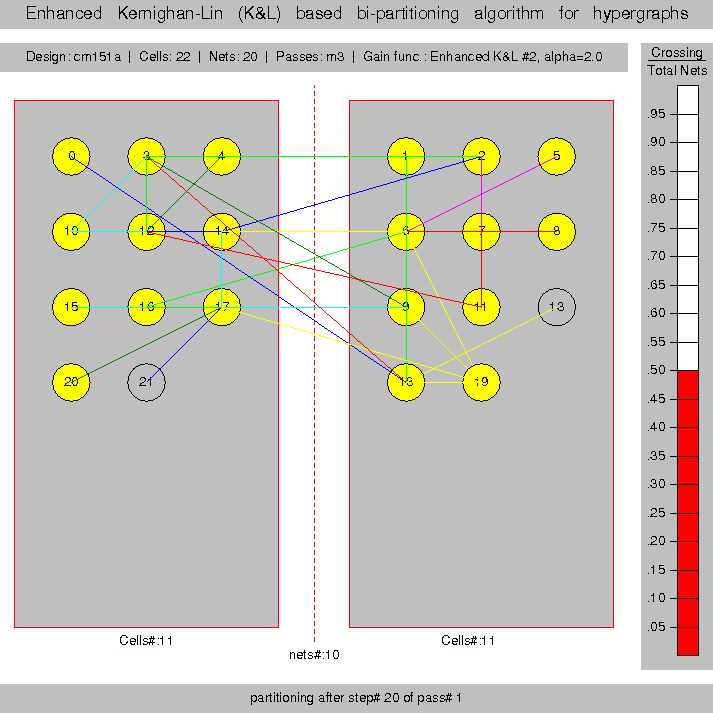 Enhanced Kernighan-Lin (K&L) based bi-partitioning algorithm for hypergraphs
Design: cm151a | Cells: 22 | Nets: 20 | Passes: m3 | Gain func.: Enhanced K&L #2, alpha=2.0
Crossing
Total Nets
.95
.90
.85
.80
.75
.70
.65
.60
.55
.50
.45
.40
.35
.30
.25
.20
.15
.10
.05
0 3 4 1 2 5
10 12 14 6 7 8
15 16 17 9 11 13
20 21 18 19
Cells#:11 Cells#:11
nets#:10
partitioning after step# 20 of pass# 1